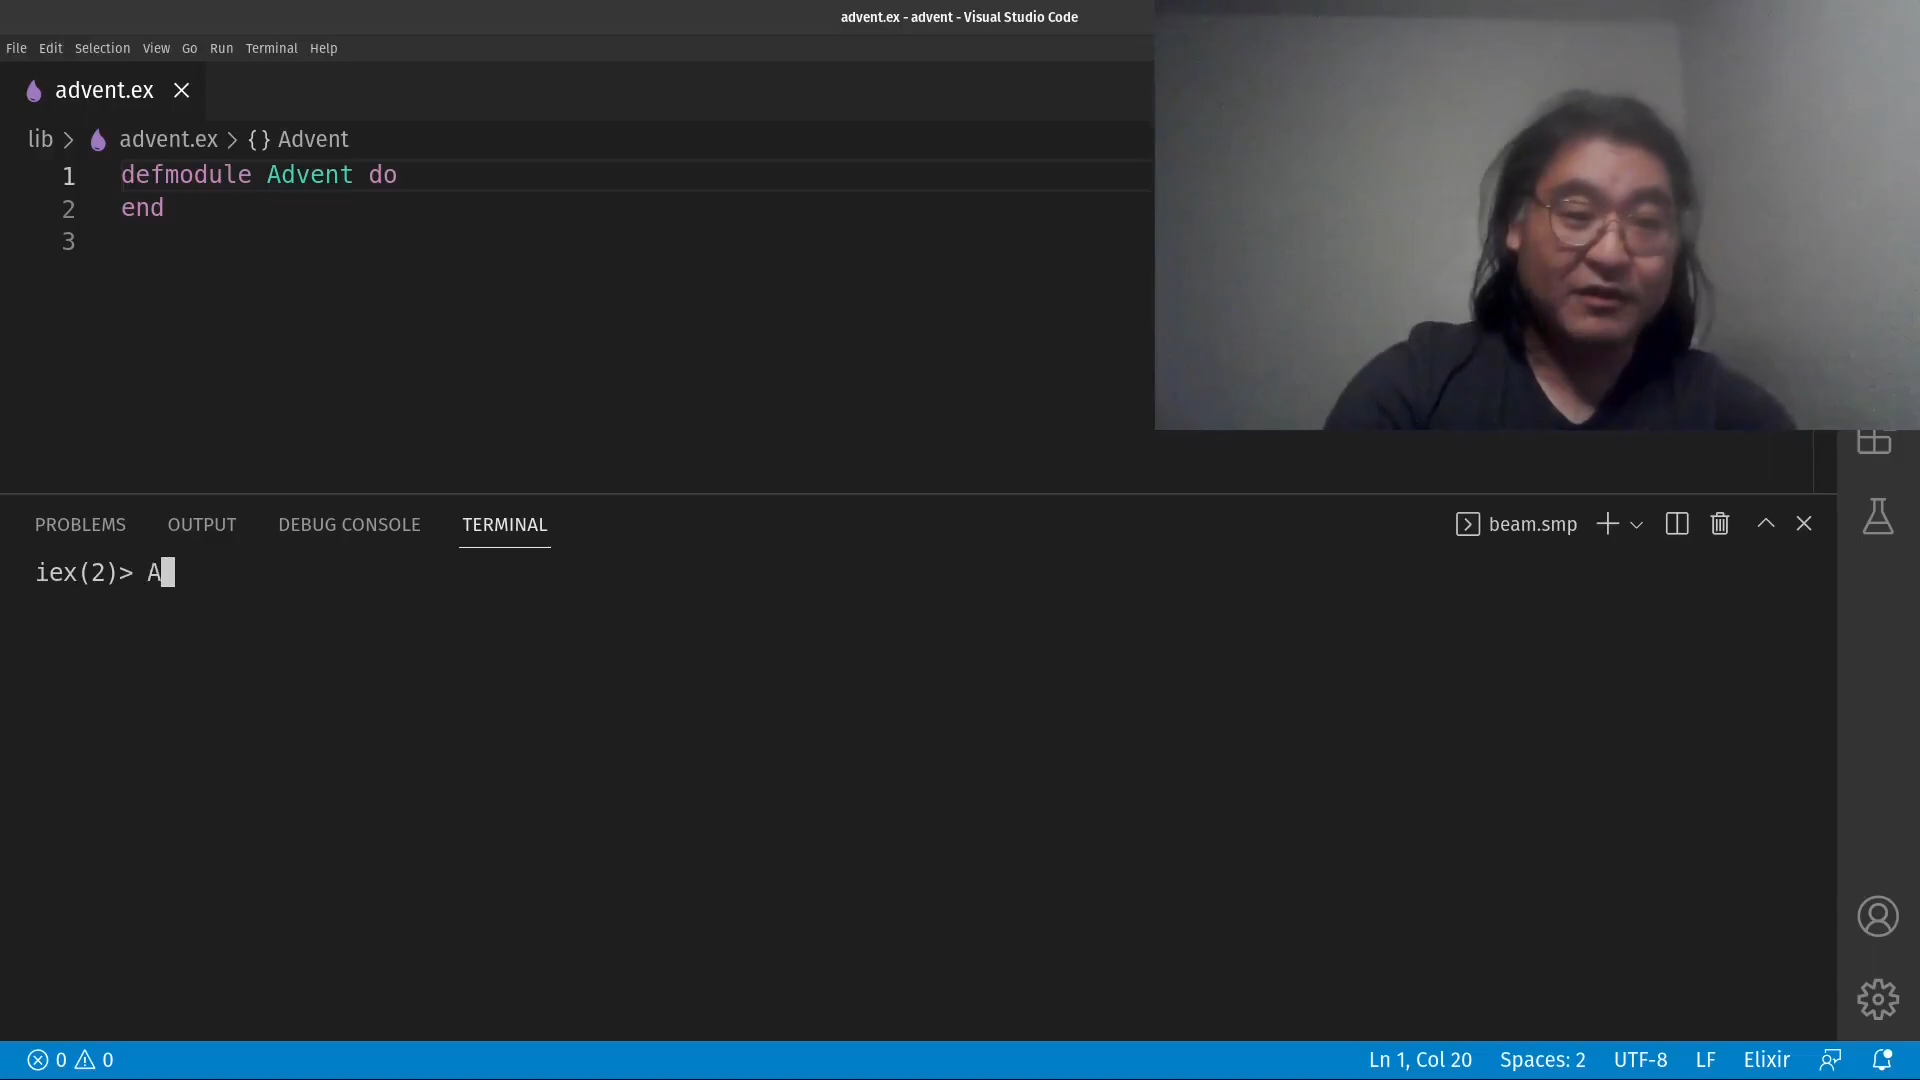 advent.ex - advent - Visual Studio Code
File Edit Selection View Go Run Terminal Help
advent.ex
lib > advent.ex > {} Advent
1 defmodule Advent do
2 end
3
PROBLEMS OUTPUT DEBUG CONSOLE TERMINAL beam.smp
iex(2)> A
0 0 Ln 1, Col 20 Spaces: 2 UTF-8 LF Elixir